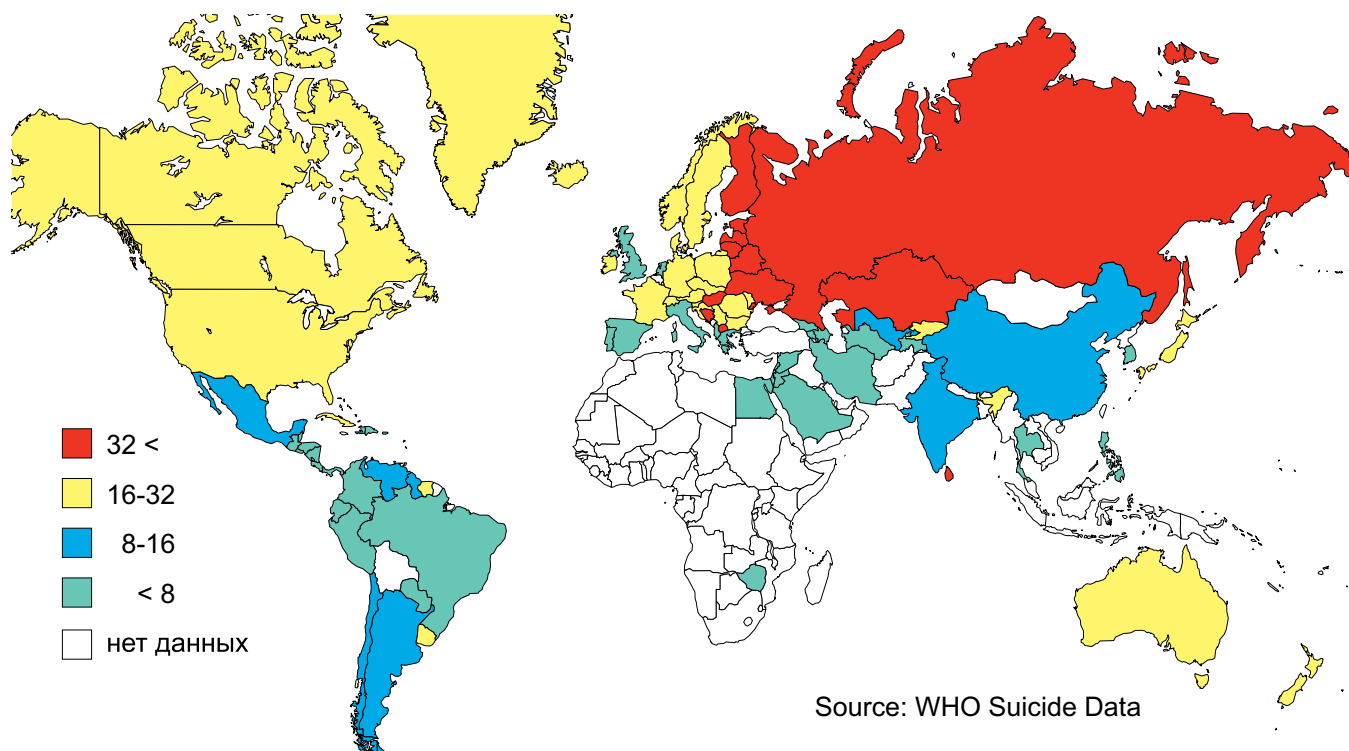 32 <
16-32
8-16
< 8
нет данных
Source: WHO Suicide Data